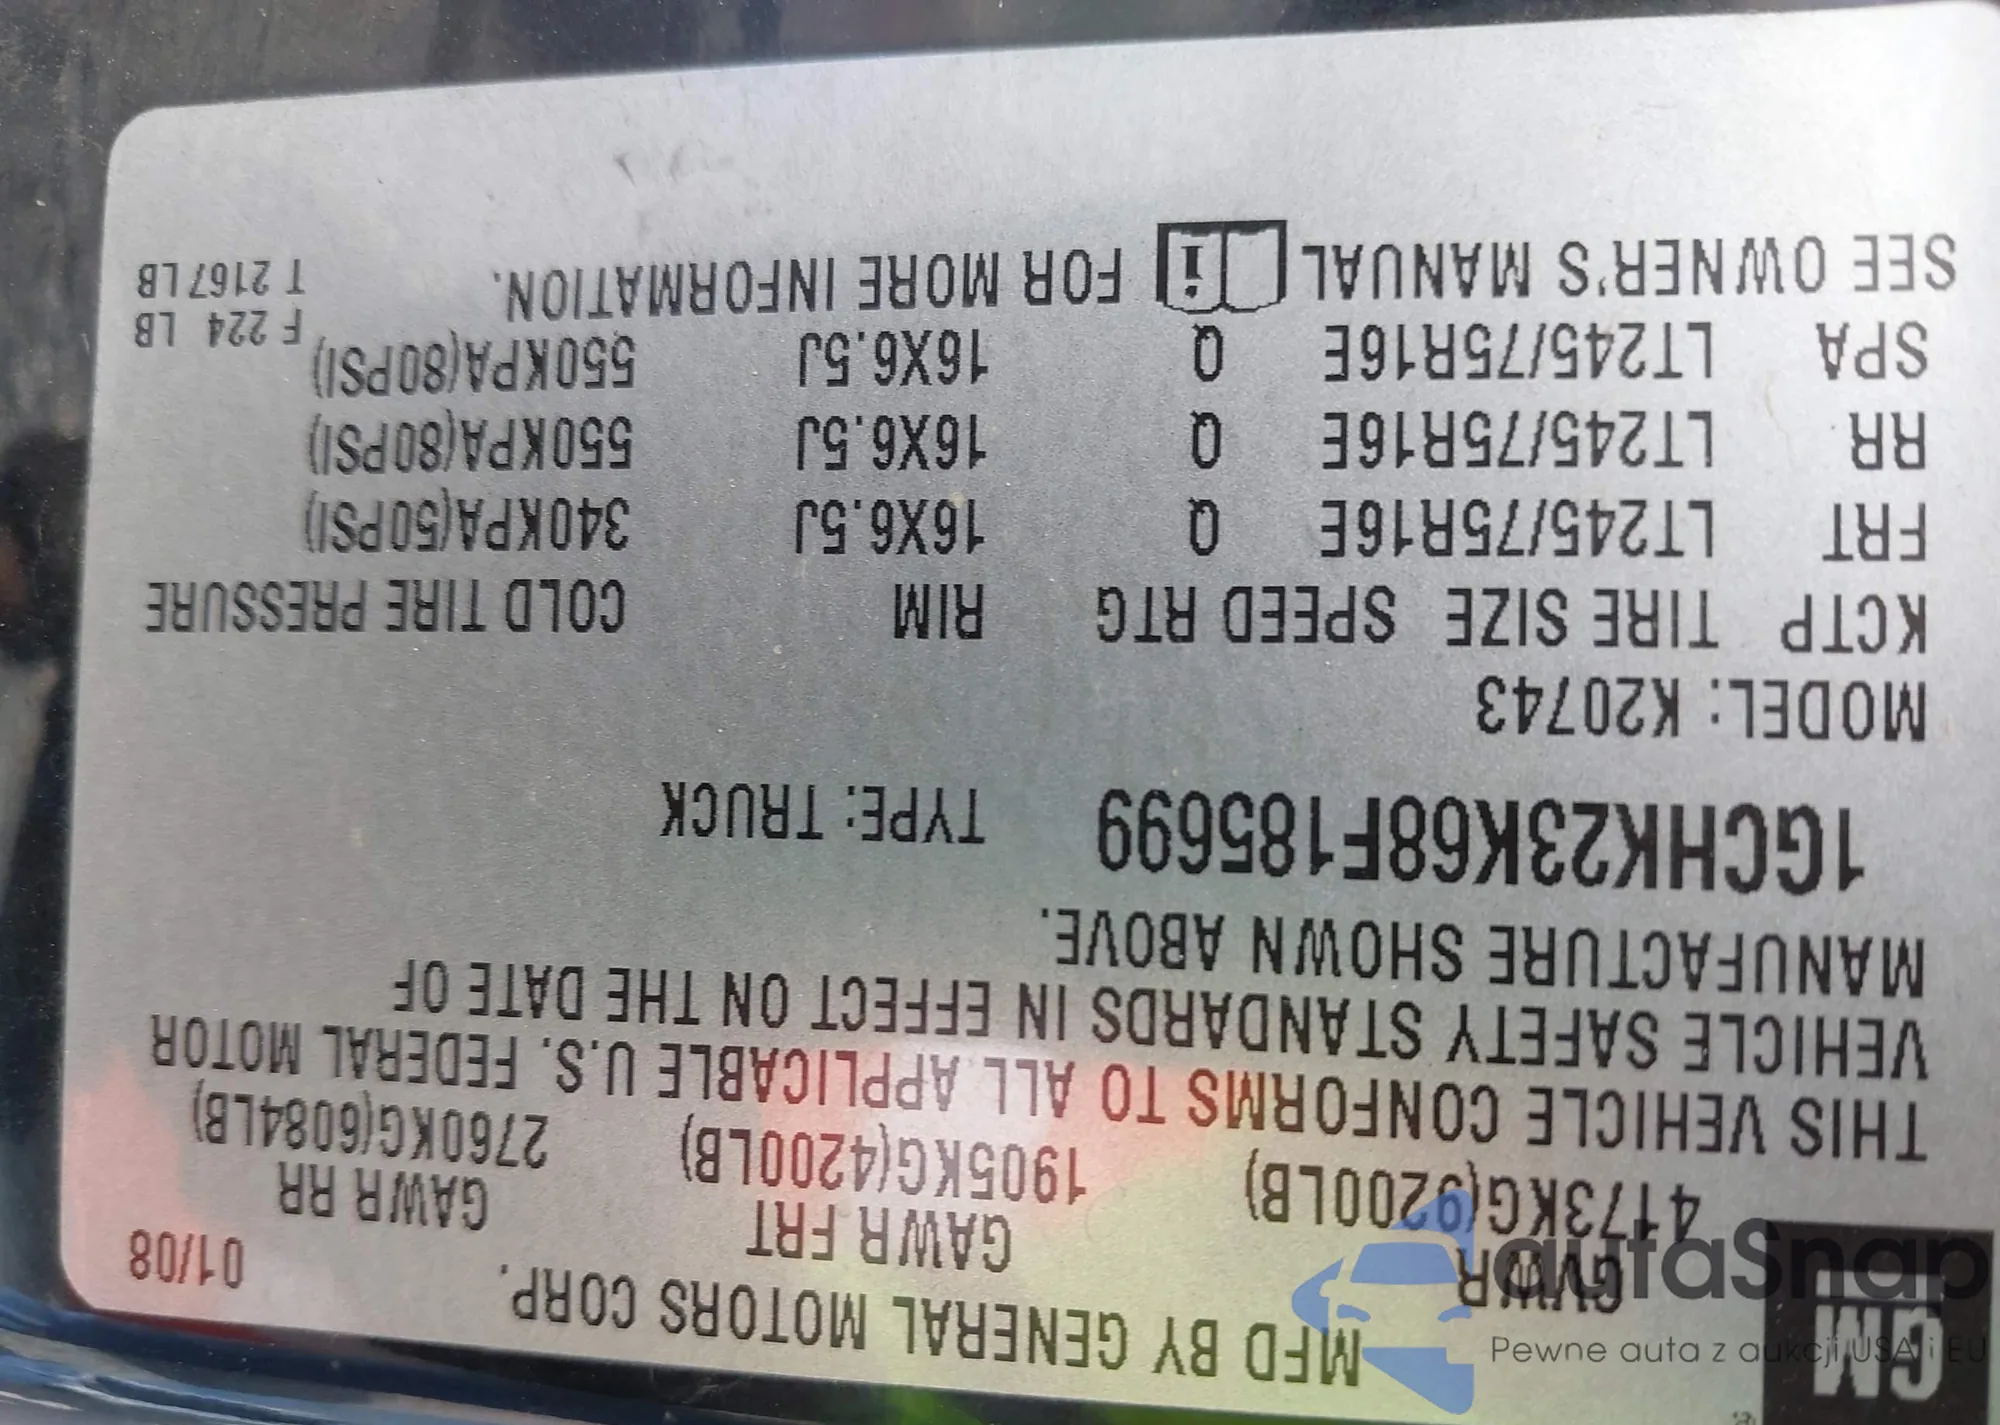 GM
MFD BY GENERAL MOTORS CORP. 01/08
GVWR GAWR FRT GAWR RR
4173KG(9200LB) 1905KG(4200LB) 2760KG(6084LB)
THIS VEHICLE CONFORMS TO ALL APPLICABLE U.S. FEDERAL MOTOR
VEHICLE SAFETY STANDARDS IN EFFECT ON THE DATE OF
MANUFACTURE SHOWN ABOVE.
1GCHK23K68F185699 TYPE: TRUCK
MODEL: K20743
KCTP TIRE SIZE SPEED RTG RIM COLD TIRE PRESSURE
FRT LT245/75R16E Q 16X6.5J 340KPA(50PSI)
RR LT245/75R16E Q 16X6.5J 550KPA(80PSI)
SPA LT245/75R16E Q 16X6.5J 550KPA(80PSI)
F 224 LB
SEE OWNER'S MANUAL i FOR MORE INFORMATION.
T 2167LB
autaSnap
Pewne auta z aukcji USA i EU